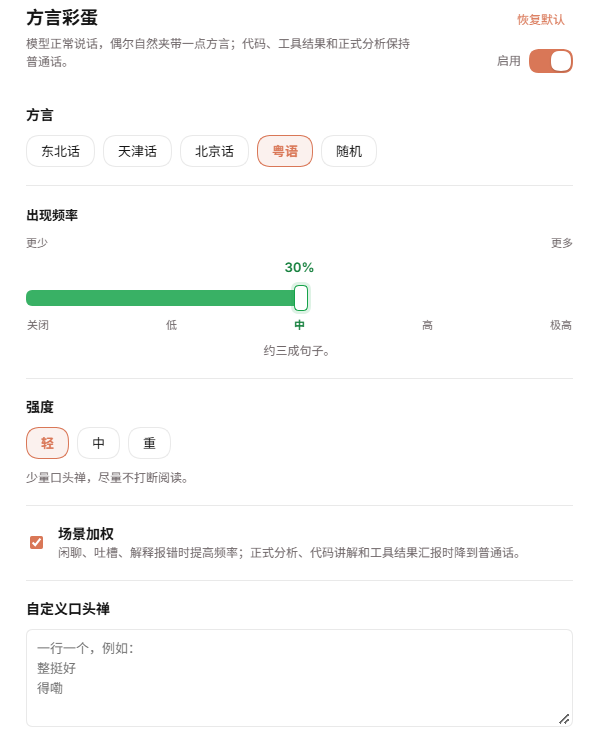 方言彩蛋
恢复默认
模型正常说话，偶尔自然夹带一点方言；代码、工具结果和正式分析保持
普通话。
启用
方言
东北话 天津话 北京话 粤语 随机
出现频率
更少 更多
30%
关闭 低 中 高 极高
约三成句子。
强度
轻 中 重
少量口头禅，尽量不打断阅读。
场景加权
闲聊、吐槽、解释报错时提高频率；正式分析、代码讲解和工具结果汇报时降到普通话。
自定义口头禅
一行一个，例如：
整挺好
得嘞